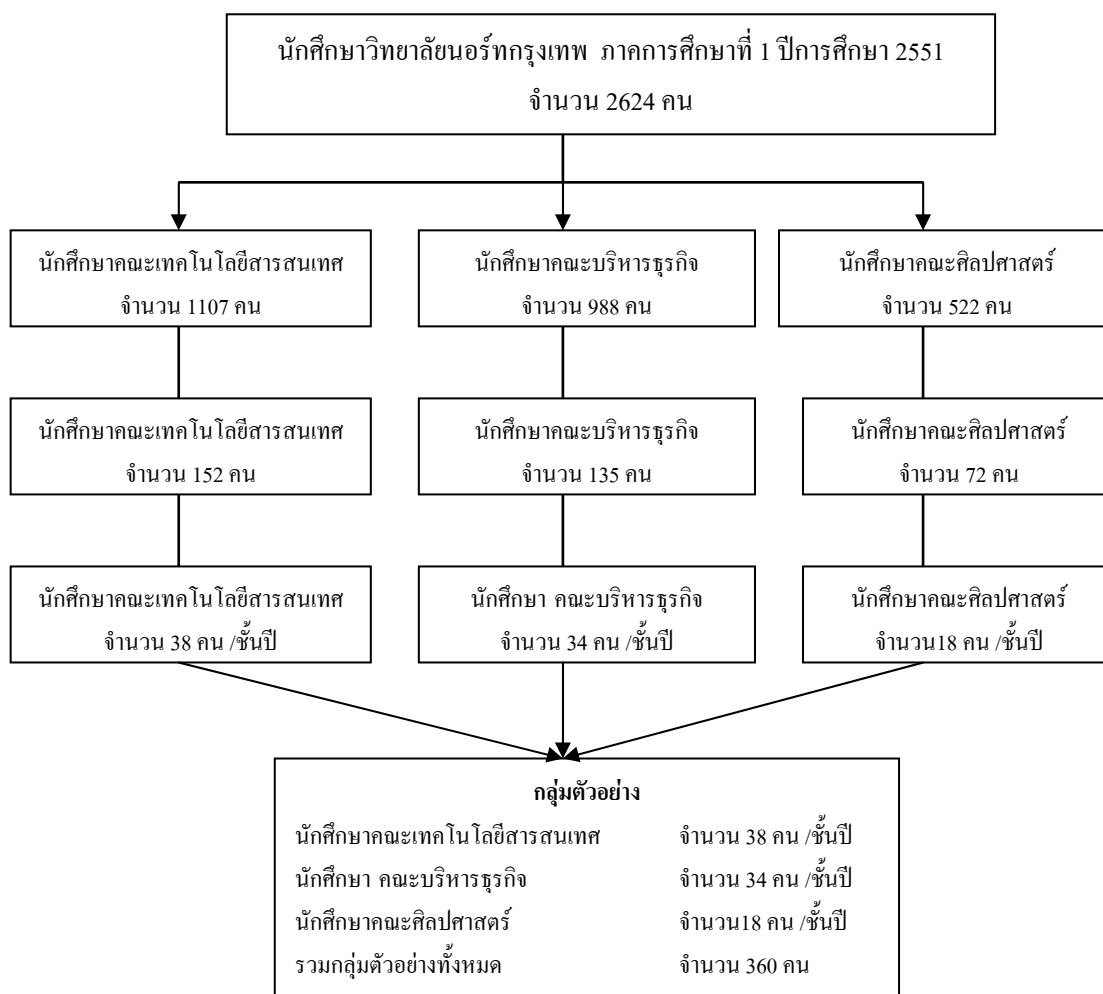 นักศึกษาวิทยาลัยนอร์ทกรุงเทพ ภาคการศึกษาที่ 1 ปีการศึกษา 2551
จำนวน 2624 คน
นักศึกษาคณะเทคโนโลยีสารสนเทศ
จำนวน 1107 คน
นักศึกษาคณะบริหารธุรกิจ
จำนวน 988 คน
นักศึกษาคณะศิลปศาสตร์
จำนวน 522 คน
นักศึกษาคณะเทคโนโลยีสารสนเทศ
จำนวน 152 คน
นักศึกษาคณะบริหารธุรกิจ
จำนวน 135 คน
นักศึกษาคณะศิลปศาสตร์
จำนวน 72 คน
นักศึกษาคณะเทคโนโลยีสารสนเทศ
จำนวน 38 คน /ชั้นปี
นักศึกษา คณะบริหารธุรกิจ
จำนวน 34 คน /ชั้นปี
นักศึกษาคณะศิลปศาสตร์
จำนวน18 คน /ชั้นปี
กลุ่มตัวอย่าง
นักศึกษาคณะเทคโนโลยีสารสนเทศ จำนวน 38 คน /ชั้นปี
นักศึกษา คณะบริหารธุรกิจ จำนวน 34 คน /ชั้นปี
นักศึกษาคณะศิลปศาสตร์ จำนวน18 คน /ชั้นปี
รวมกลุ่มตัวอย่างทั้งหมด จำนวน 360 คน